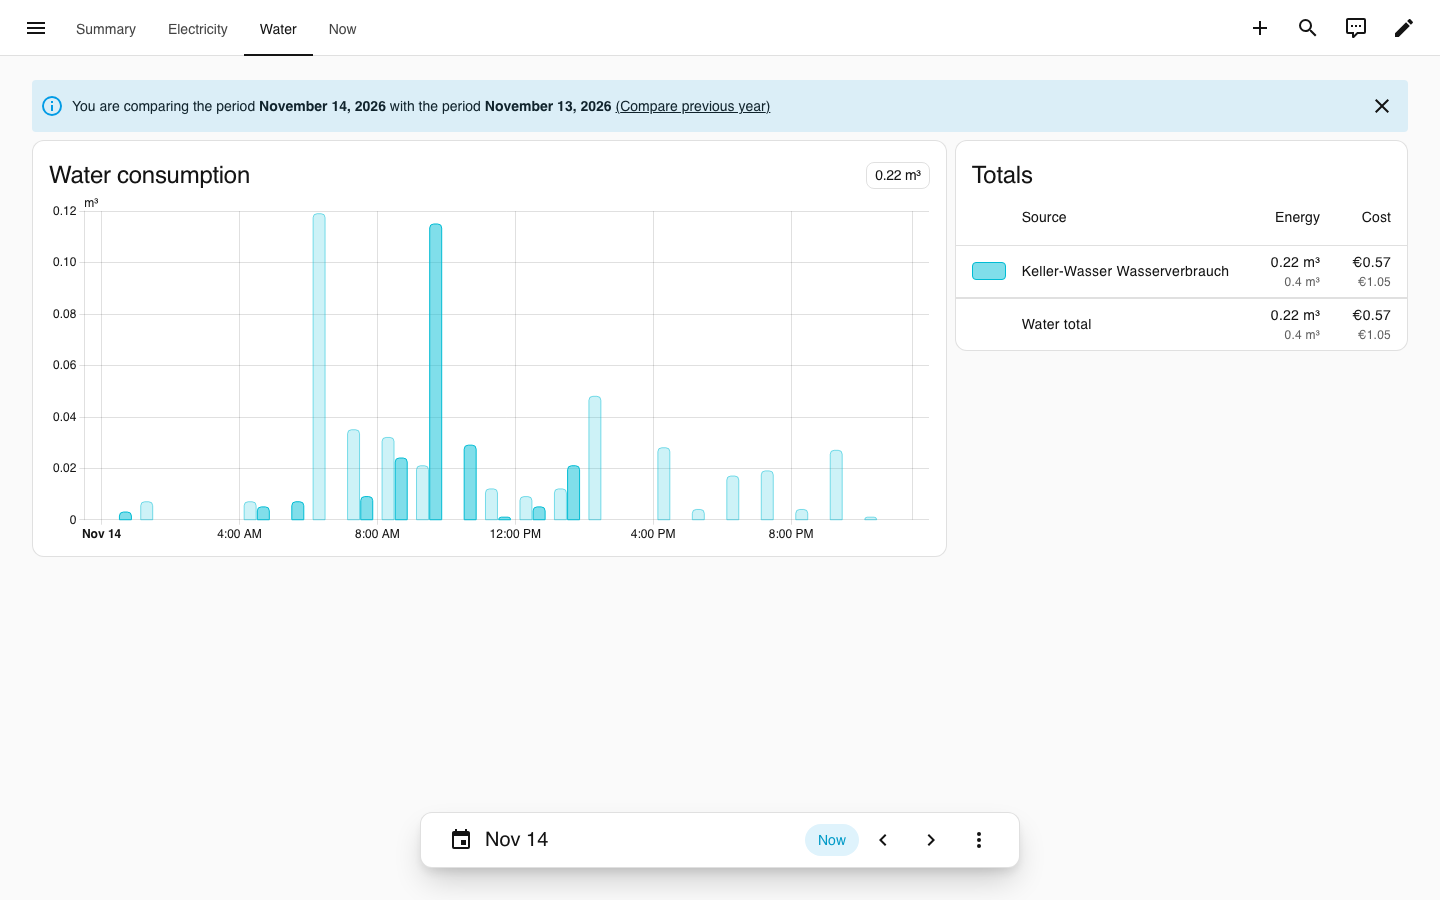 Summary Electricity Water Now
You are comparing the period November 14, 2026 with the period November 13, 2026 (Compare previous year)
Water consumption
0.22 m³
m³
0.12
0.10
0.08
0.06
0.04
0.02
0
Nov 14 4:00 AM 8:00 AM 12:00 PM 4:00 PM 8:00 PM
Totals
Source Energy Cost
Keller-Wasser Wasserverbrauch 0.22 m³ €0.57
0.4 m³ €1.05
Water total 0.22 m³ €0.57
0.4 m³ €1.05
Nov 14 Now